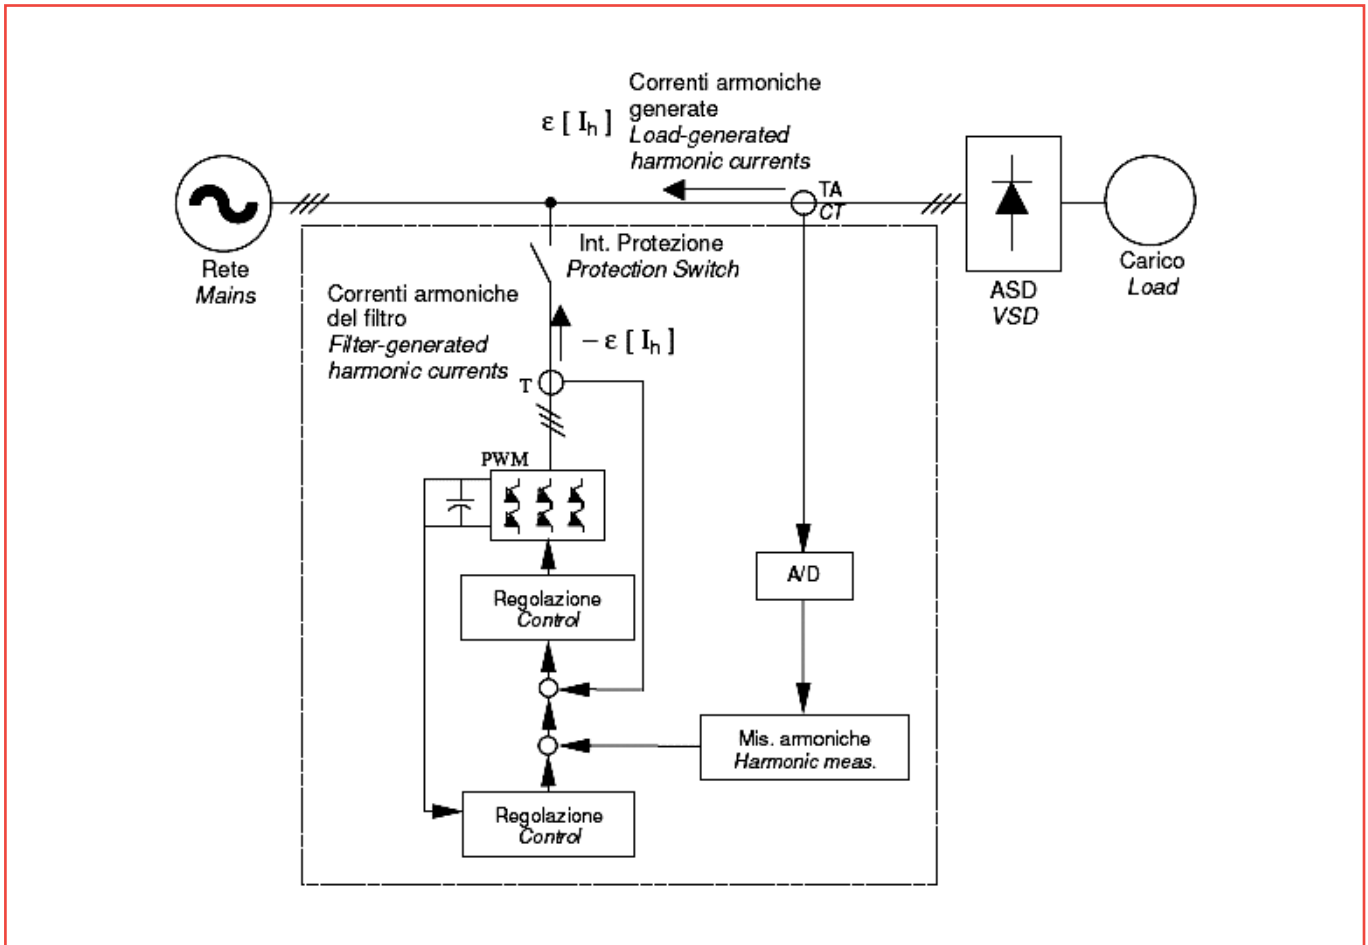 Correnti armoniche
generate
ε [ Ih ]
Load-generated
harmonic currents
TA
CT
Rete
Mains
Int. Protezione
Protection Switch
ASD
VSD
Carico
Load
Correnti armoniche
del filtro
Filter-generated
harmonic currents
– ε [ Ih ]
T
PWM
A/D
Regolazione
Control
Mis. armoniche
Harmonic meas.
Regolazione
Control